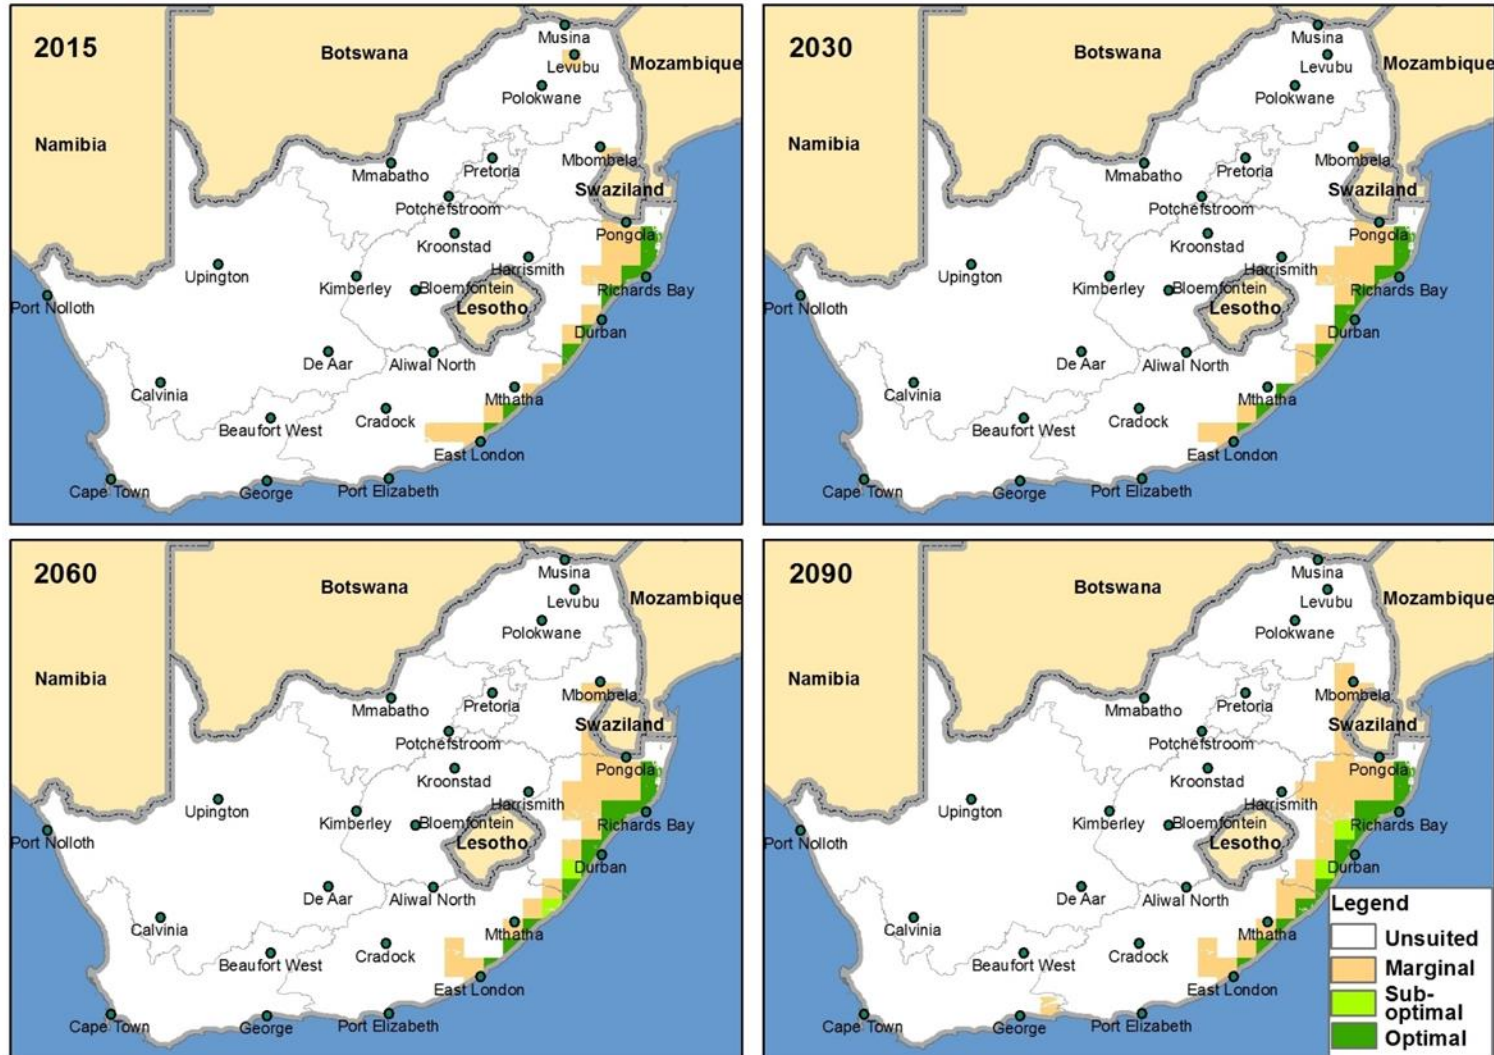 2015
Botswana
Musina
Levubu
Mozambique
Polokwane
Namibia
Mbombela
Mmabatho
Pretoria
Swaziland
Potchefstroom
Pongola
Kroonstad
Harrismith
Upington
Kimberley
Bloemfontein
Richards Bay
Port Nolloth
Lesotho
Durban
De Aar
Aliwal North
Calvinia
Mthatha
Cradock
Beaufort West
East London
Cape Town
George
Port Elizabeth
2030
Botswana
Musina
Levubu
Mozambique
Polokwane
Namibia
Mbombela
Mmabatho
Pretoria
Swaziland
Potchefstroom
Pongola
Kroonstad
Harrismith
Upington
Kimberley
Bloemfontein
Richards Bay
Port Nolloth
Lesotho
Durban
De Aar
Aliwal North
Calvinia
Mthatha
Cradock
Beaufort West
East London
Cape Town
George
Port Elizabeth
2060
Botswana
Musina
Levubu
Mozambique
Polokwane
Namibia
Mbombela
Mmabatho
Pretoria
Swaziland
Potchefstroom
Pongola
Kroonstad
Harrismith
Upington
Kimberley
Bloemfontein
Richards Bay
Port Nolloth
Lesotho
Durban
De Aar
Aliwal North
Calvinia
Mthatha
Cradock
Beaufort West
East London
Cape Town
George
Port Elizabeth
2090
Botswana
Musina
Levubu
Mozambique
Polokwane
Namibia
Mbombela
Mmabatho
Pretoria
Swaziland
Potchefstroom
Pongola
Kroonstad
Harrismith
Upington
Kimberley
Bloemfontein
Richards Bay
Port Nolloth
Lesotho
Durban
De Aar
Aliwal North
Calvinia
Mthatha
Cradock
Beaufort West
East London
Cape Town
George
Port Elizabeth
Legend
Unsuited
Marginal
Sub-
optimal
Optimal